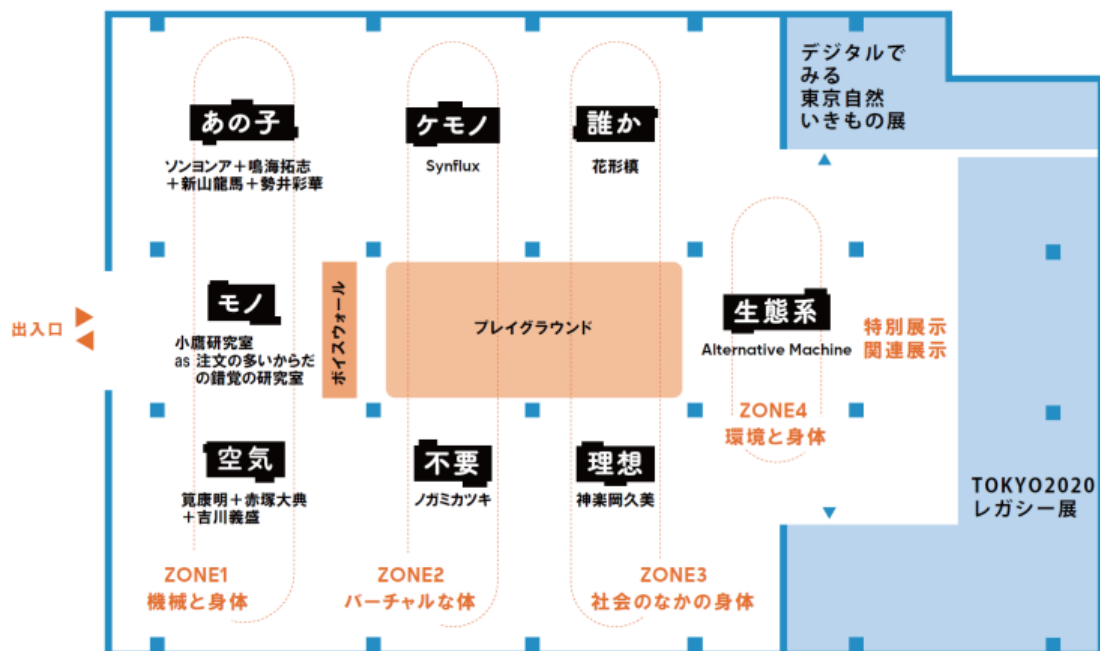 デジタルで
みる
東京自然
いきもの展
あの子
ソンヨンア＋鳴海拓志
＋新山龍馬＋勢井彩華
ケモノ
Synflux
誰か
花形槙
出入口
モノ
小鷹研究室
as 注文の多いからだ
の錯覚の研究室
ボイスウォール
プレイグラウンド
生態系
Alternative Machine
特別展示
関連展示
ZONE4
環境と身体
空気
筧康明＋赤塚大典
＋吉川義盛
不要
ノガミカツキ
理想
神楽岡久美
TOKYO2020
レガシー展
ZONE1
機械と身体
ZONE2
バーチャルな体
ZONE3
社会のなかの身体